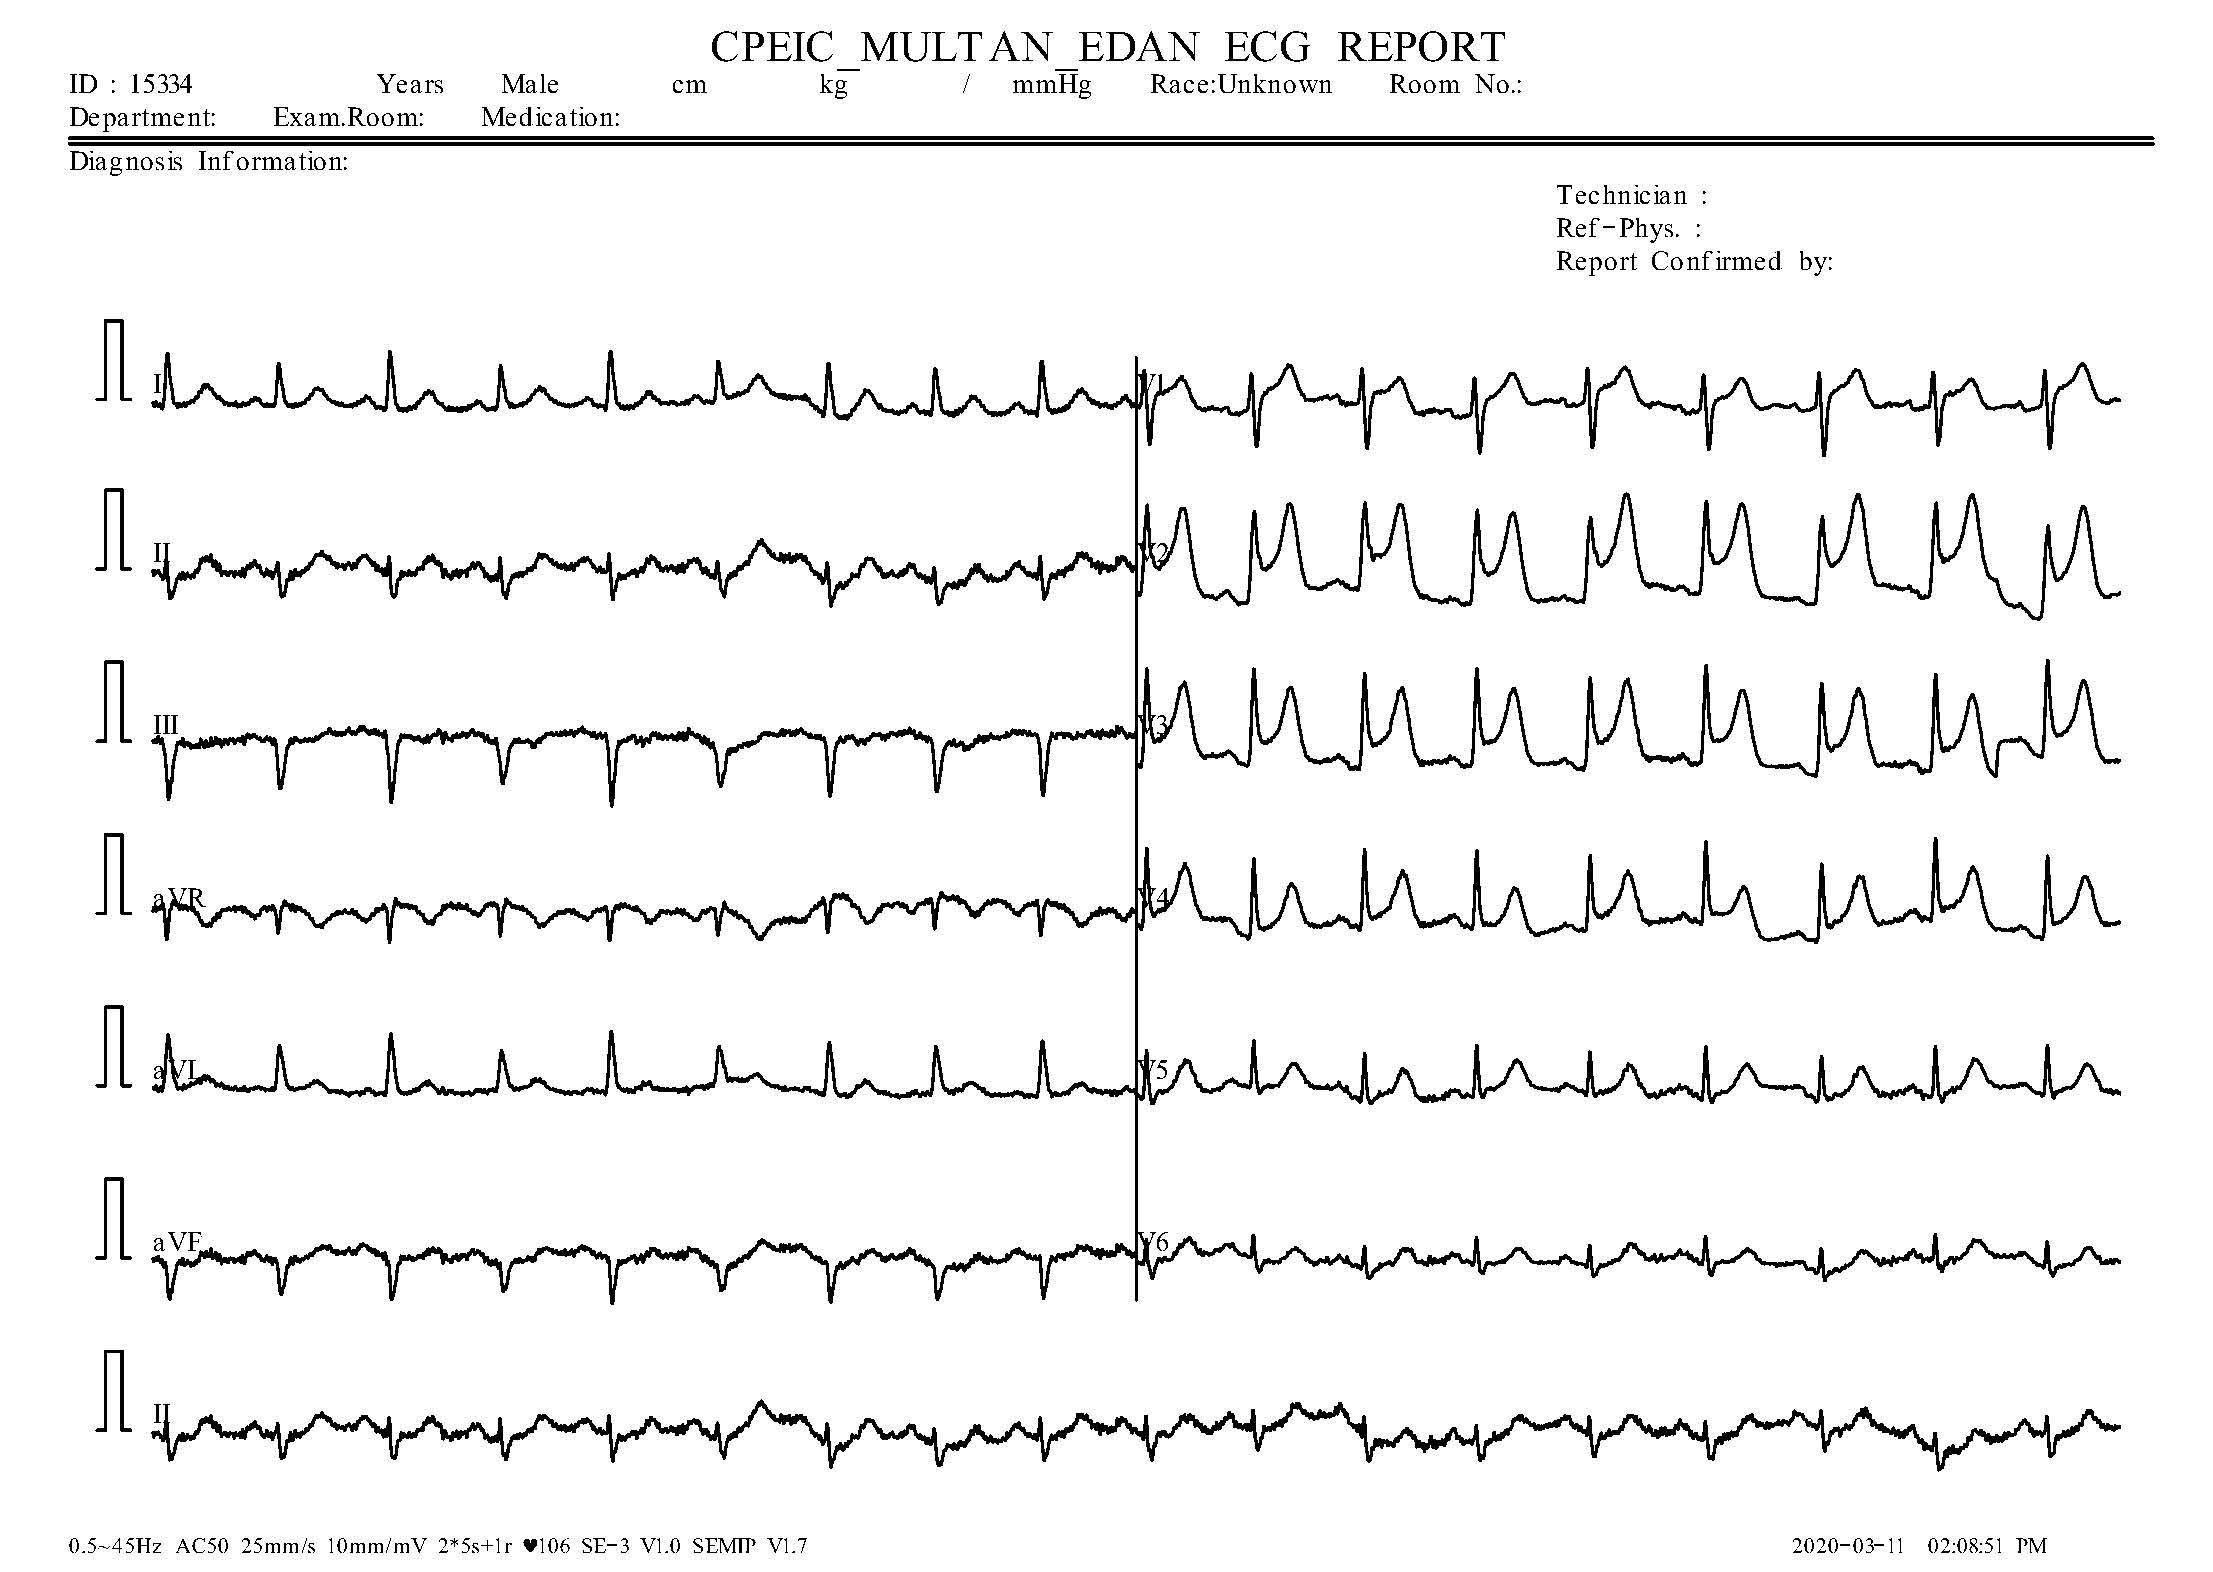 CPEIC_MULTAN_EDAN ECG REPORT
ID : 15334 Years Male cm kg / mmHg Race:Unknown Room No.:
Department: Exam.Room: Medication:
Diagnosis Information:
Technician :
Ref-Phys. :
Report Confirmed by:
I V1
II V2
III V3
aVR V4
aVL V5
aVF V6
II
0.5~45Hz AC50 25mm/s 10mm/mV 2*5s+1r ♥106 SE-3 V1.0 SEMIP V1.7 2020-03-11 02:08:51 PM